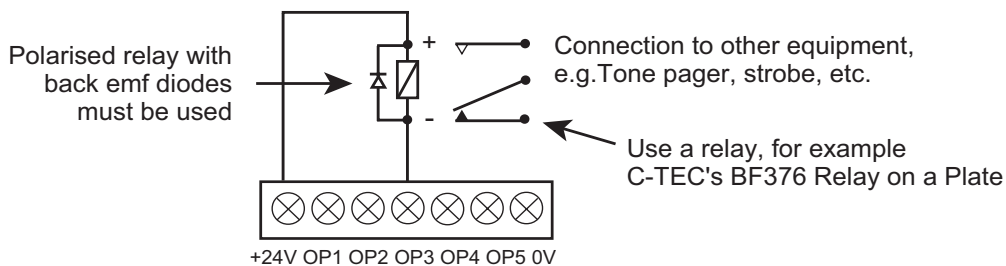 Polarised relay with
back emf diodes
must be used
+
-
Connection to other equipment,
e.g.Tone pager, strobe, etc.
Use a relay, for example
C-TEC's BF376 Relay on a Plate
+24V OP1 OP2 OP3 OP4 OP5 0V